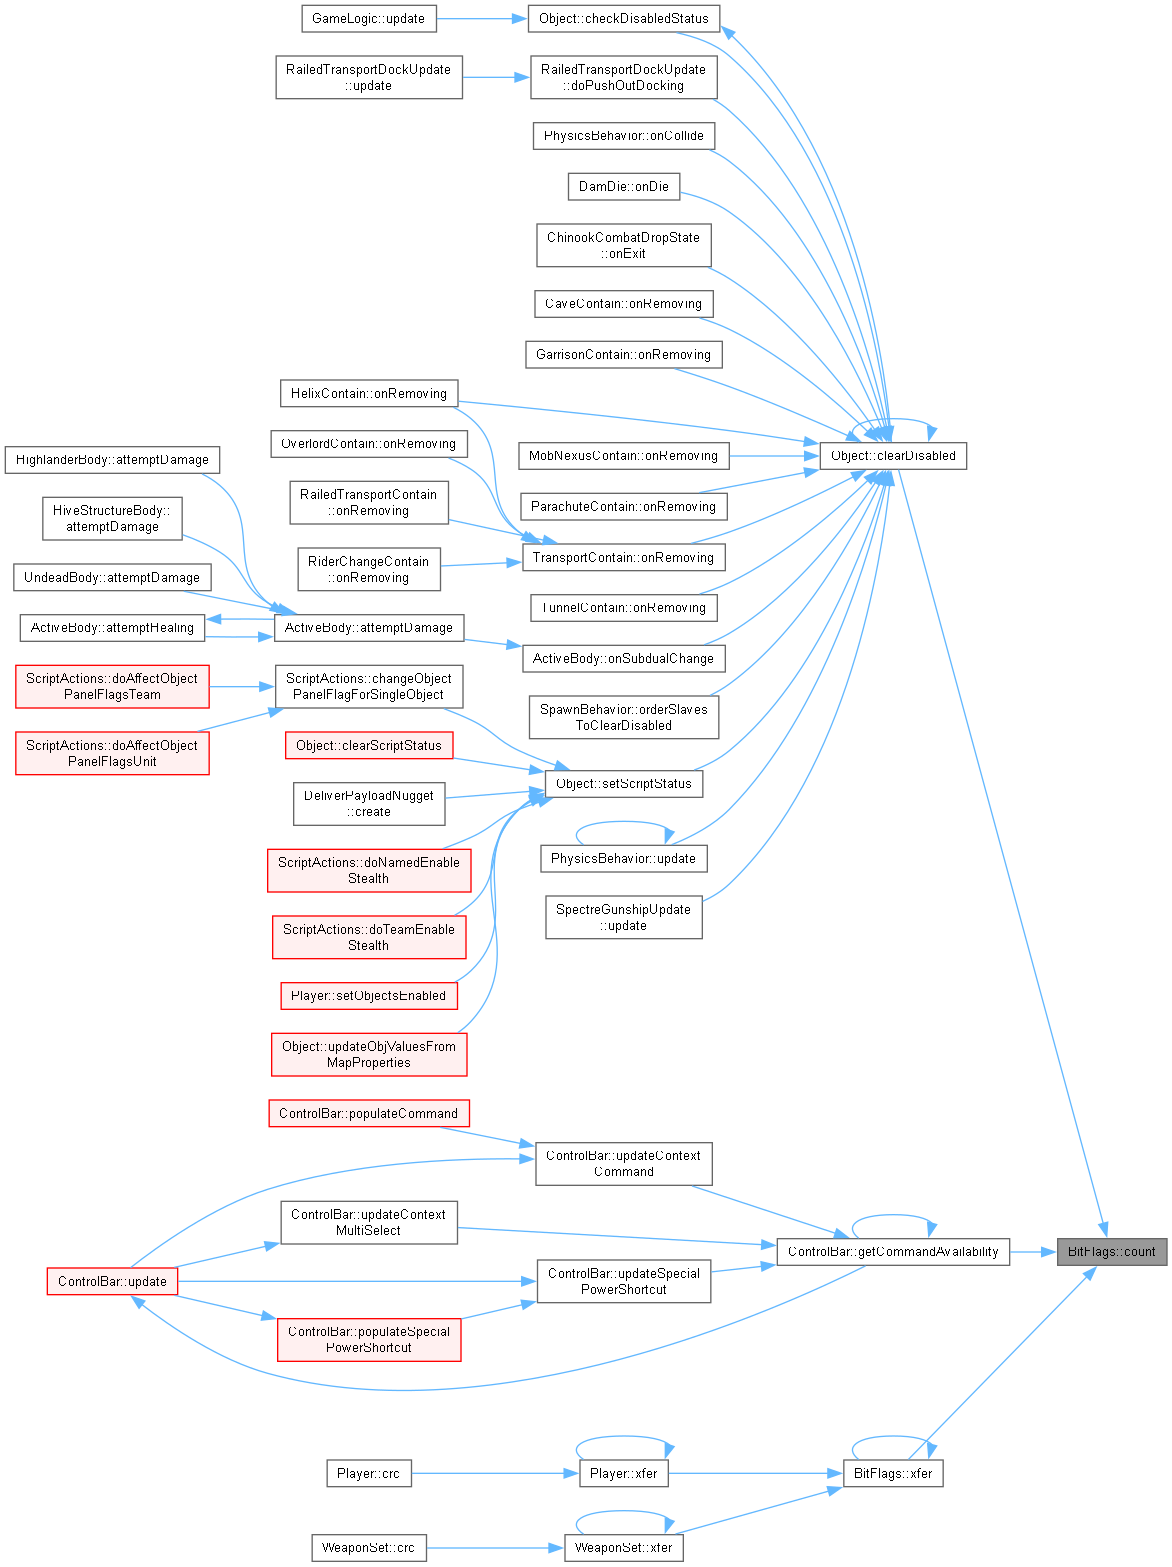 GameLogic::update
Object::checkDisabledStatus
RailedTransportDockUpdate
::update
RailedTransportDockUpdate
::doPushOutDocking
PhysicsBehavior::onCollide
DamDie::onDie
ChinookCombatDropState
::onExit
CaveContain::onRemoving
GarrisonContain::onRemoving
HelixContain::onRemoving
OverlordContain::onRemoving
MobNexusContain::onRemoving
Object::clearDisabled
HighlanderBody::attemptDamage
RailedTransportContain
::onRemoving
ParachuteContain::onRemoving
HiveStructureBody::
attemptDamage
RiderChangeContain
::onRemoving
TransportContain::onRemoving
UndeadBody::attemptDamage
TunnelContain::onRemoving
ActiveBody::attemptHealing
ActiveBody::attemptDamage
ActiveBody::onSubdualChange
ScriptActions::doAffectObject
PanelFlagsTeam
ScriptActions::changeObject
PanelFlagForSingleObject
SpawnBehavior::orderSlaves
ToClearDisabled
ScriptActions::doAffectObject
PanelFlagsUnit
Object::clearScriptStatus
Object::setScriptStatus
DeliverPayloadNugget
::create
PhysicsBehavior::update
ScriptActions::doNamedEnable
Stealth
SpectreGunshipUpdate
::update
ScriptActions::doTeamEnable
Stealth
Player::setObjectsEnabled
Object::updateObjValuesFrom
MapProperties
ControlBar::populateCommand
ControlBar::updateContext
Command
ControlBar::updateContext
MultiSelect
ControlBar::getCommandAvailability
BitFlags::count
ControlBar::update
ControlBar::updateSpecial
PowerShortcut
ControlBar::populateSpecial
PowerShortcut
Player::crc
Player::xfer
BitFlags::xfer
WeaponSet::crc
WeaponSet::xfer